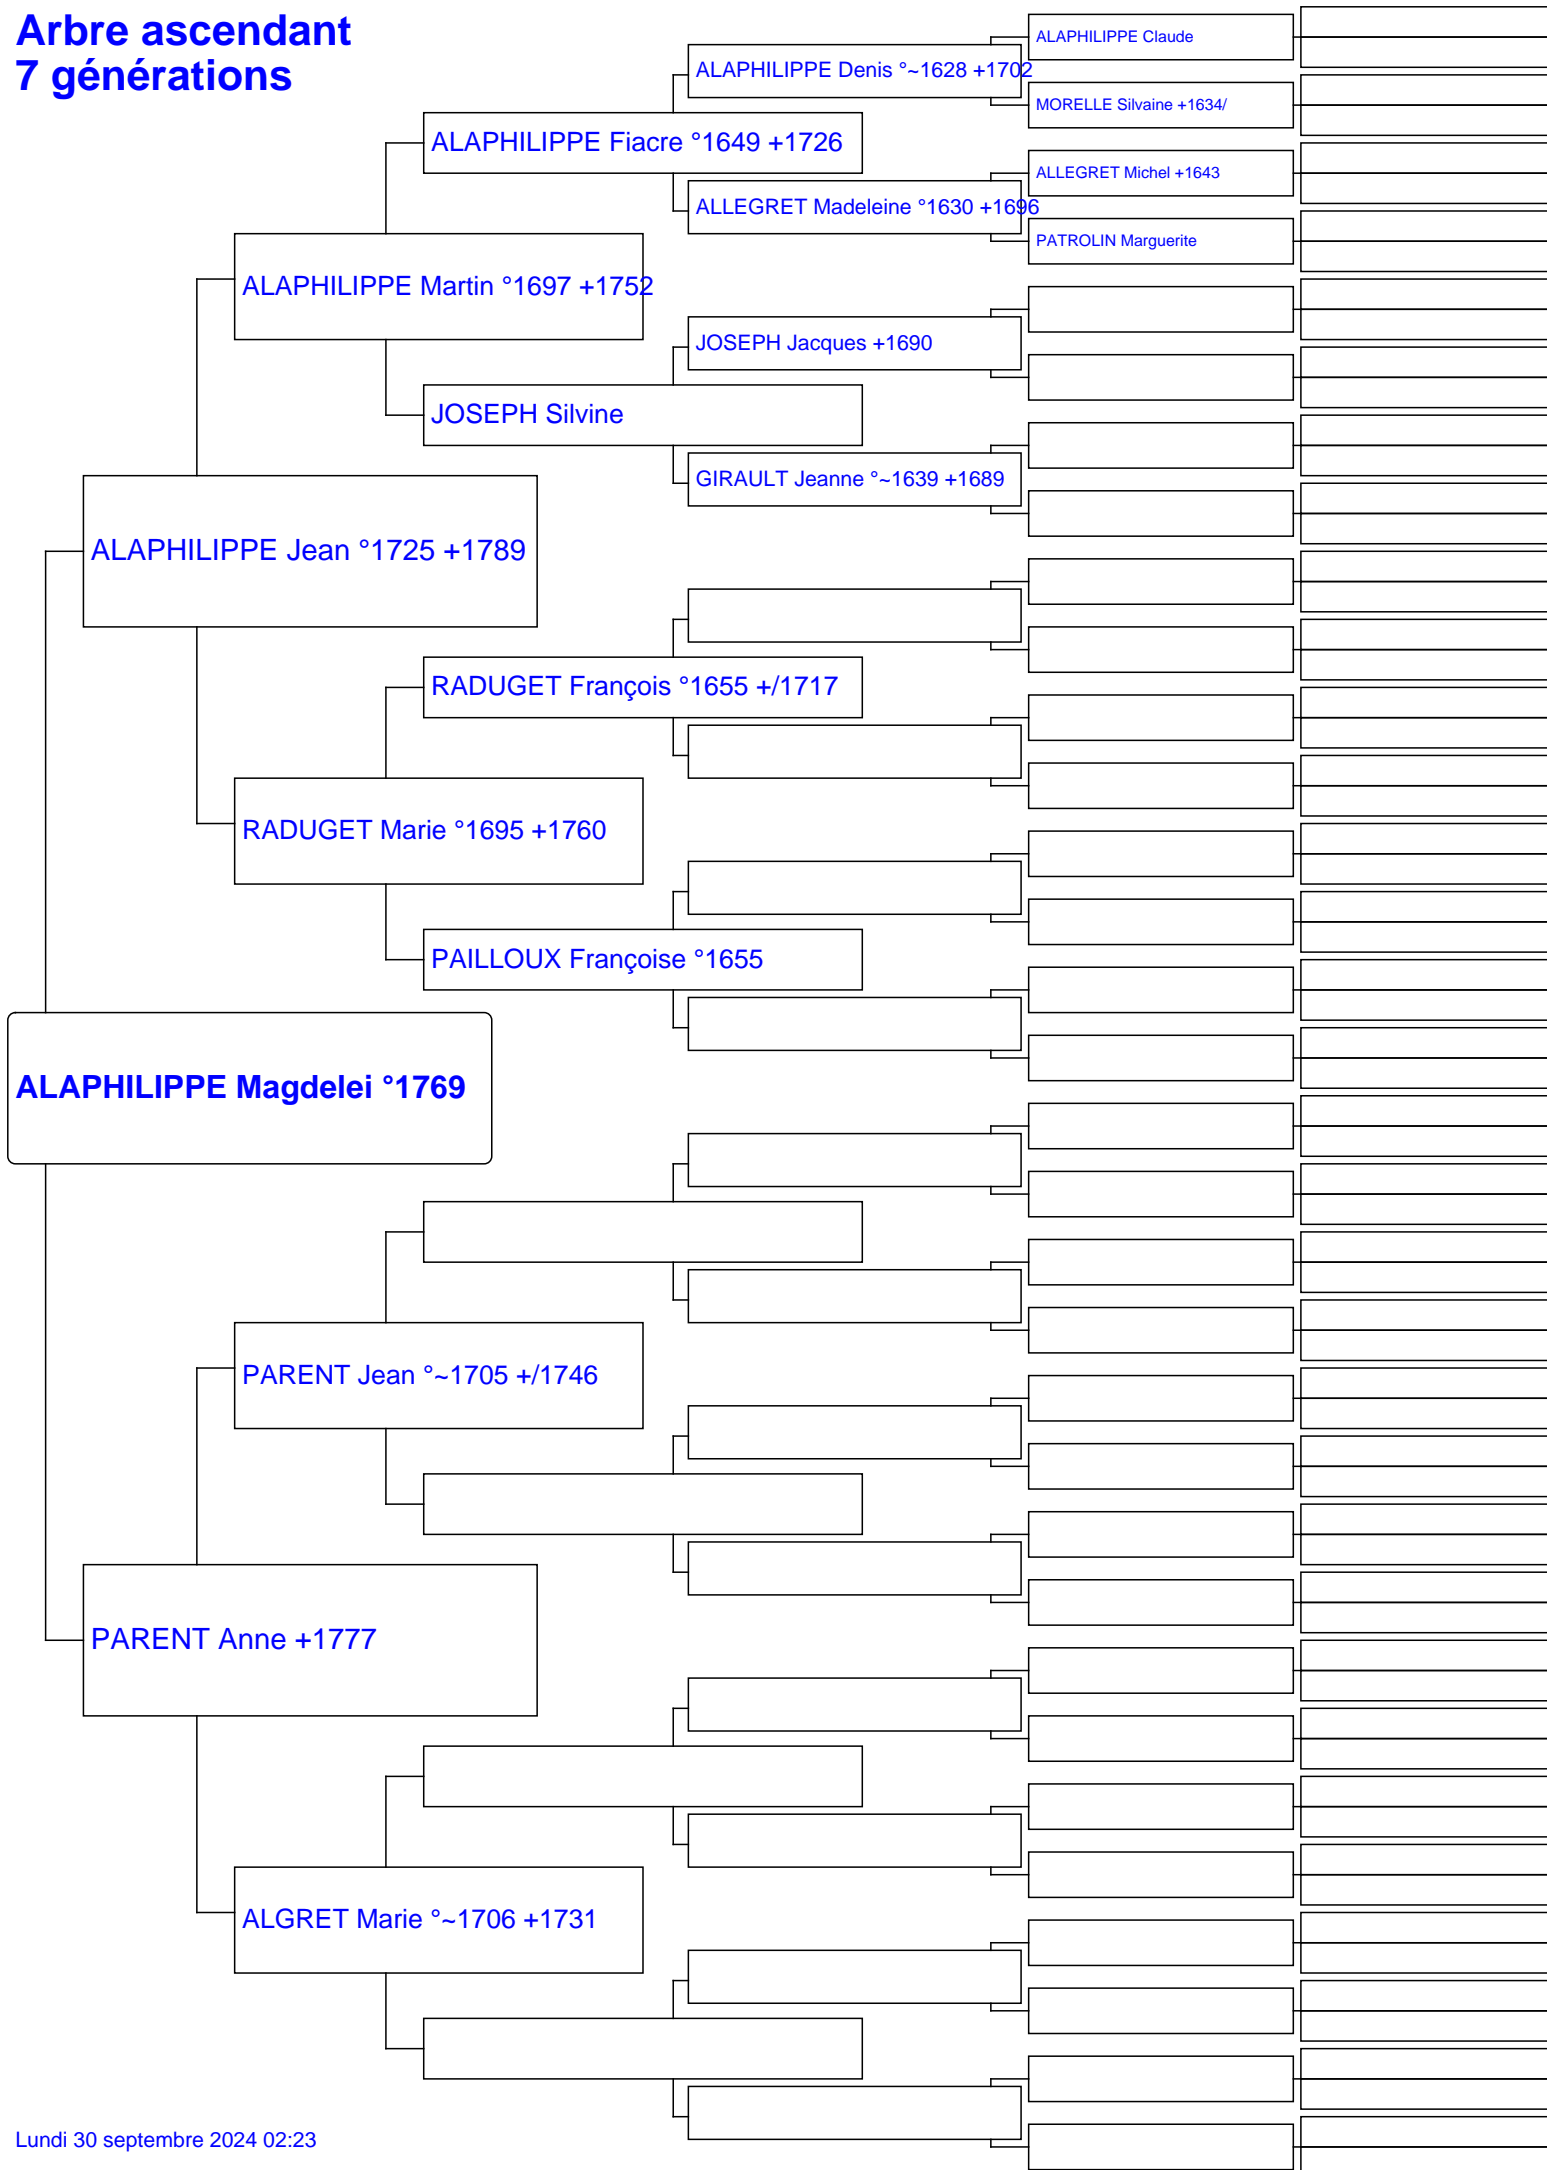 Arbre ascendant
7 générations
ALAPHILIPPE Claude
ALAPHILIPPE Denis °~1628 +1702
MORELLE Silvaine +1634/
ALAPHILIPPE Fiacre °1649 +1726
ALLEGRET Michel +1643
ALLEGRET Madeleine °1630 +1696
PATROLIN Marguerite
ALAPHILIPPE Martin °1697 +1752
JOSEPH Jacques +1690
JOSEPH Silvine
GIRAULT Jeanne °~1639 +1689
ALAPHILIPPE Jean °1725 +1789
RADUGET François °1655 +/1717
RADUGET Marie °1695 +1760
PAILLOUX Françoise °1655
ALAPHILIPPE Magdelei °1769
PARENT Jean °~1705 +/1746
PARENT Anne +1777
ALGRET Marie °~1706 +1731
Lundi 30 septembre 2024 02:23